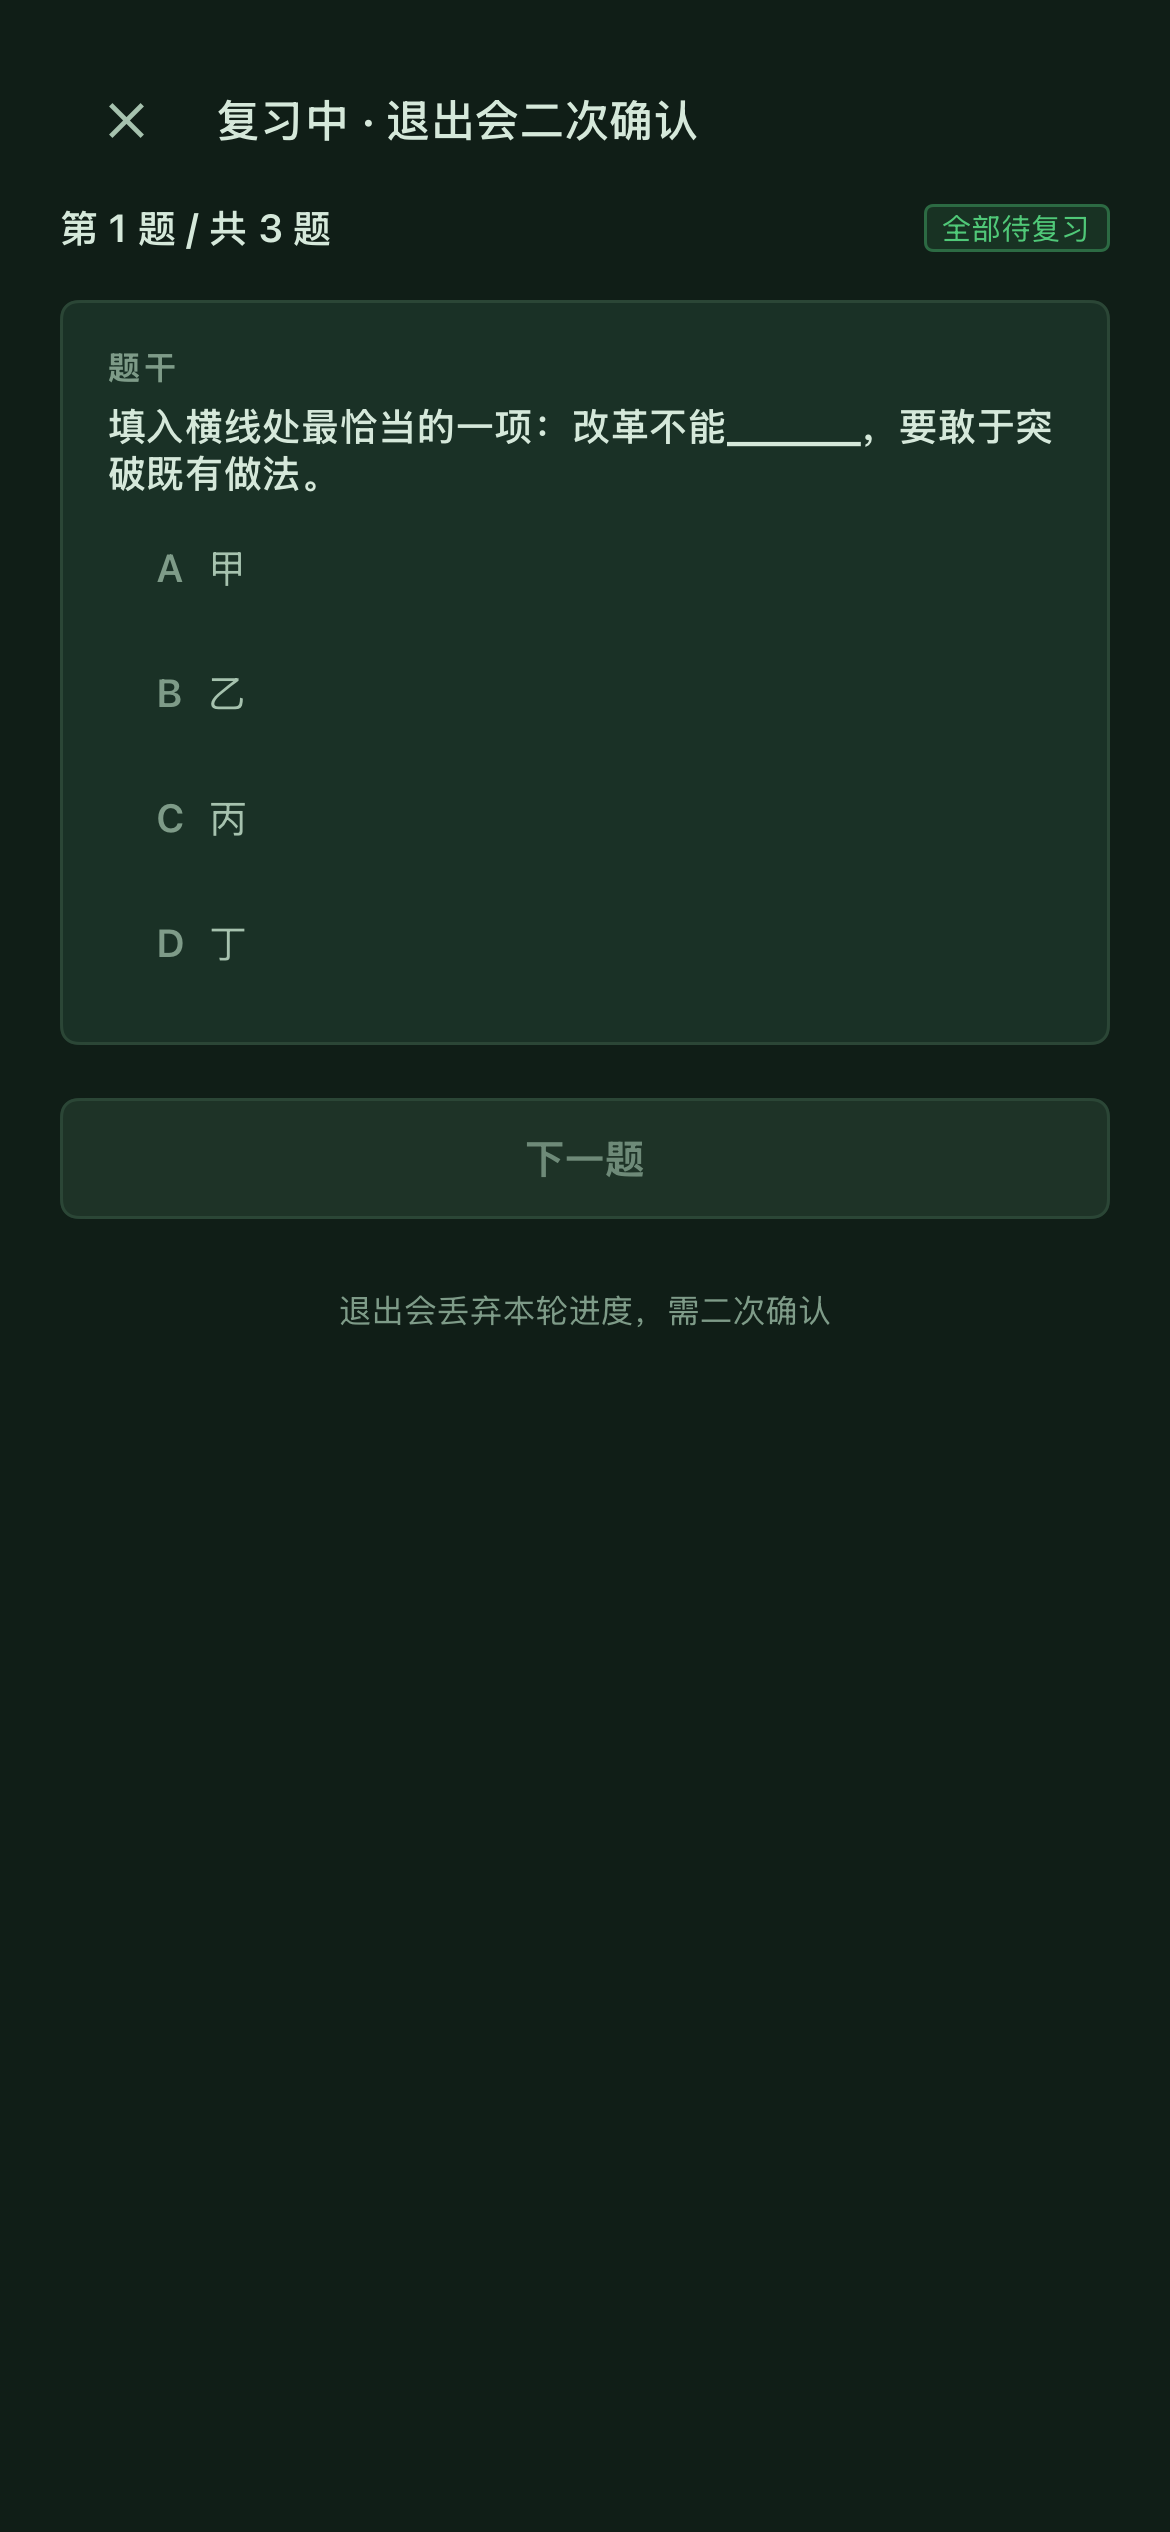 复习中 · 退出会二次确认
第 1 题 / 共 3 题
全部待复习
题干
填入横线处最恰当的一项：改革不能_______，要敢于突
破既有做法。
A 甲
B 乙
C 丙
D 丁
下一题
退出会丢弃本轮进度，需二次确认